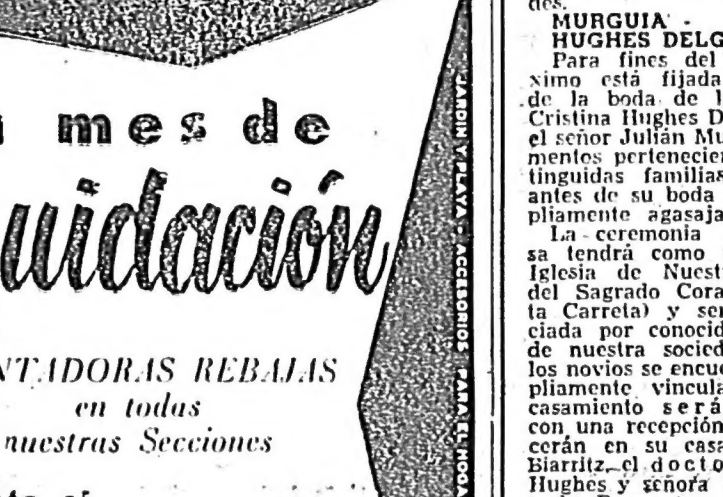 mes de
uidación
NTADORAS REBAJAS
en todas
nuestras Secciones
JARDIN Y PLAYA - ACCESORIOS PARA EL HOGA
des.
MURGUIA -
HUGHES DELG
Para fines del
ximo está fijada
de la boda de l
Cristina Hughes D
el señor Julián Mu
mentos pertenecien
tinguidas familias
antes de su boda
pliamente agasaja
La ceremonia
sa tendrá como
Iglesia de Nuest
del Sagrado Cora
ta Carreta) y ser
ciada por conocid
de nuestra socied
los novios se encue
pliamente vincula
casamiento será
con una recepción
cerán en su casa
Biarritz, el docto
Hughes y señora